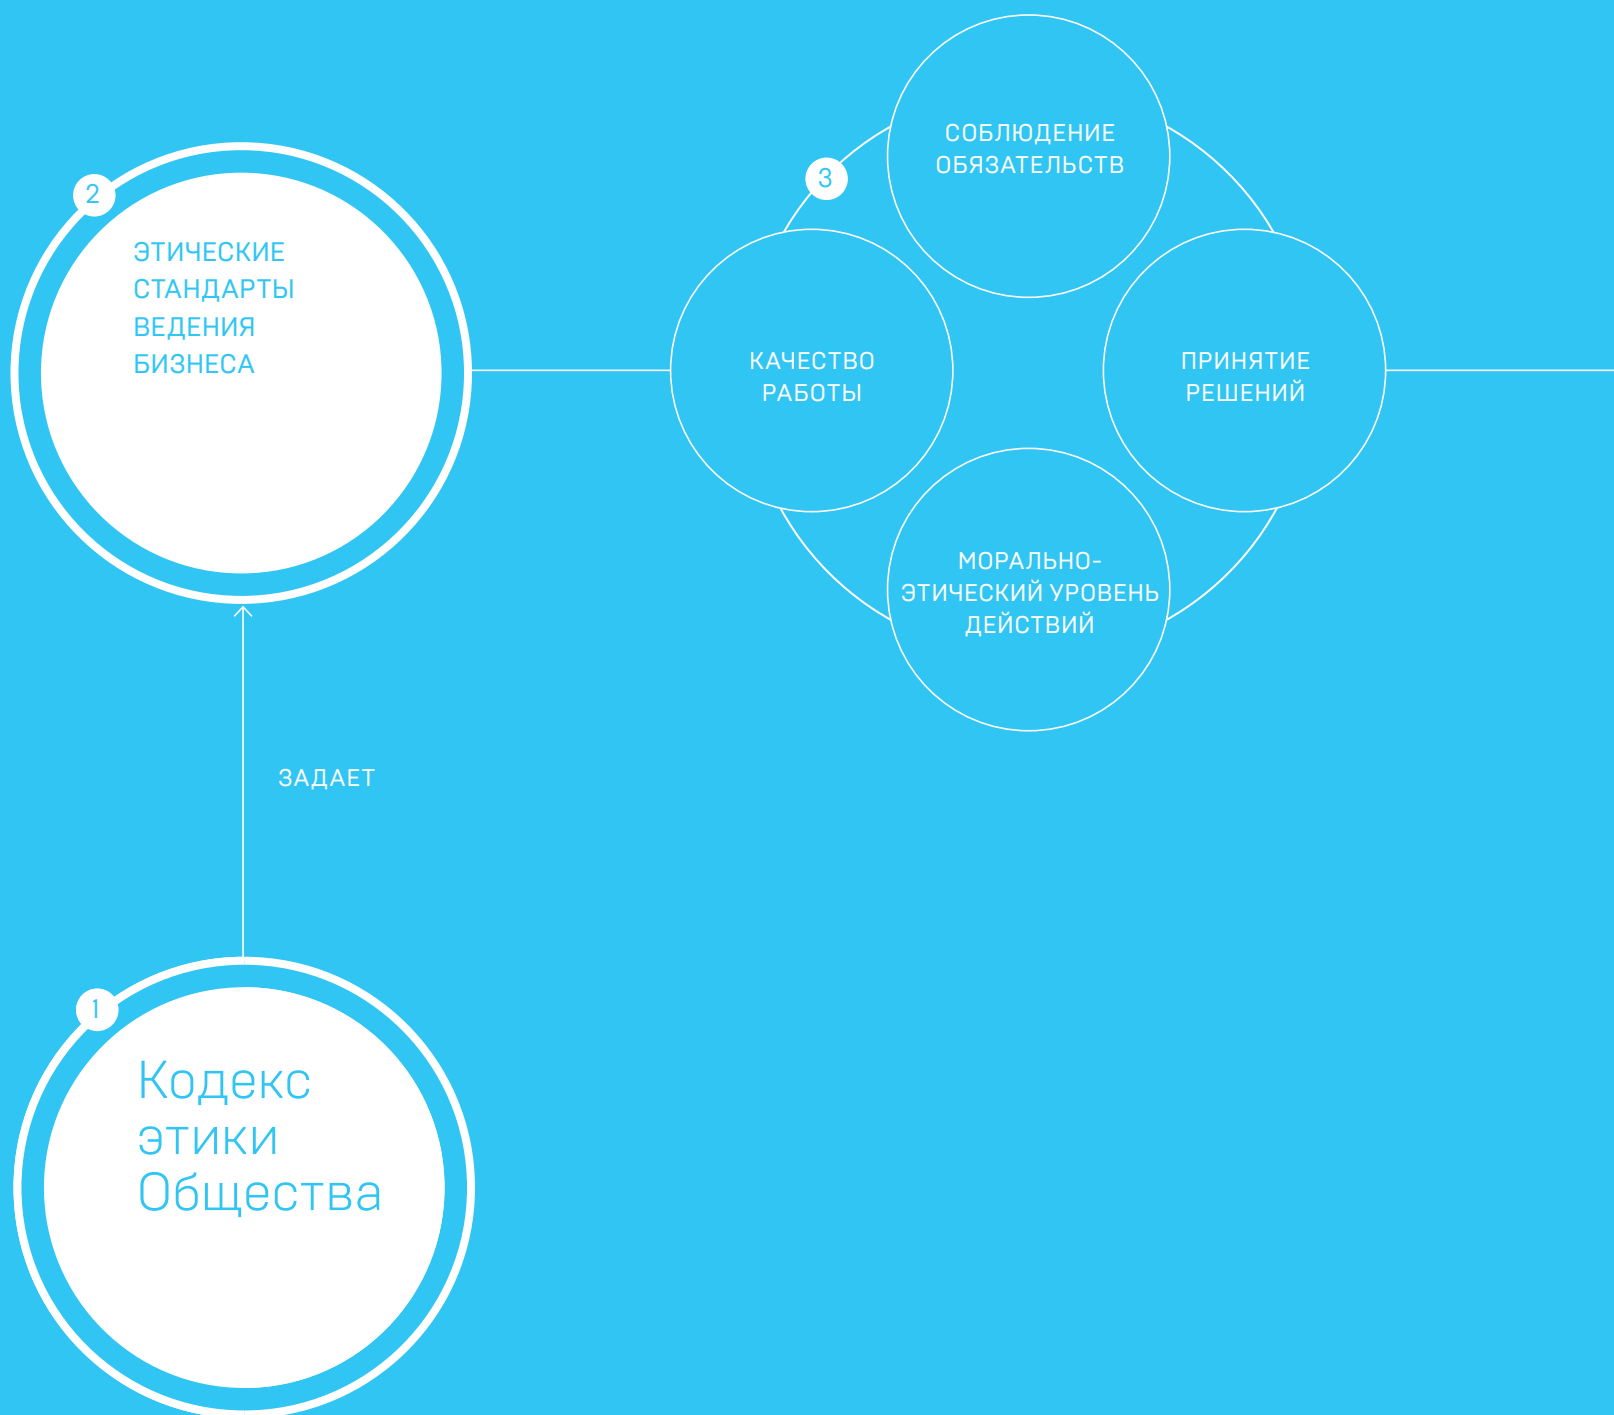 СОБЛЮДЕНИЕ
ОБЯЗАТЕЛЬСТВ
3
2
ЭТИЧЕСКИЕ
СТАНДАРТЫ
ВЕДЕНИЯ
БИЗНЕСА
КАЧЕСТВО
РАБОТЫ
ПРИНЯТИЕ
РЕШЕНИЙ
МОРАЛЬНО-
ЭТИЧЕСКИЙ УРОВЕНЬ
ДЕЙСТВИЙ
ЗАДАЕТ
1
Кодекс
этики
Общества